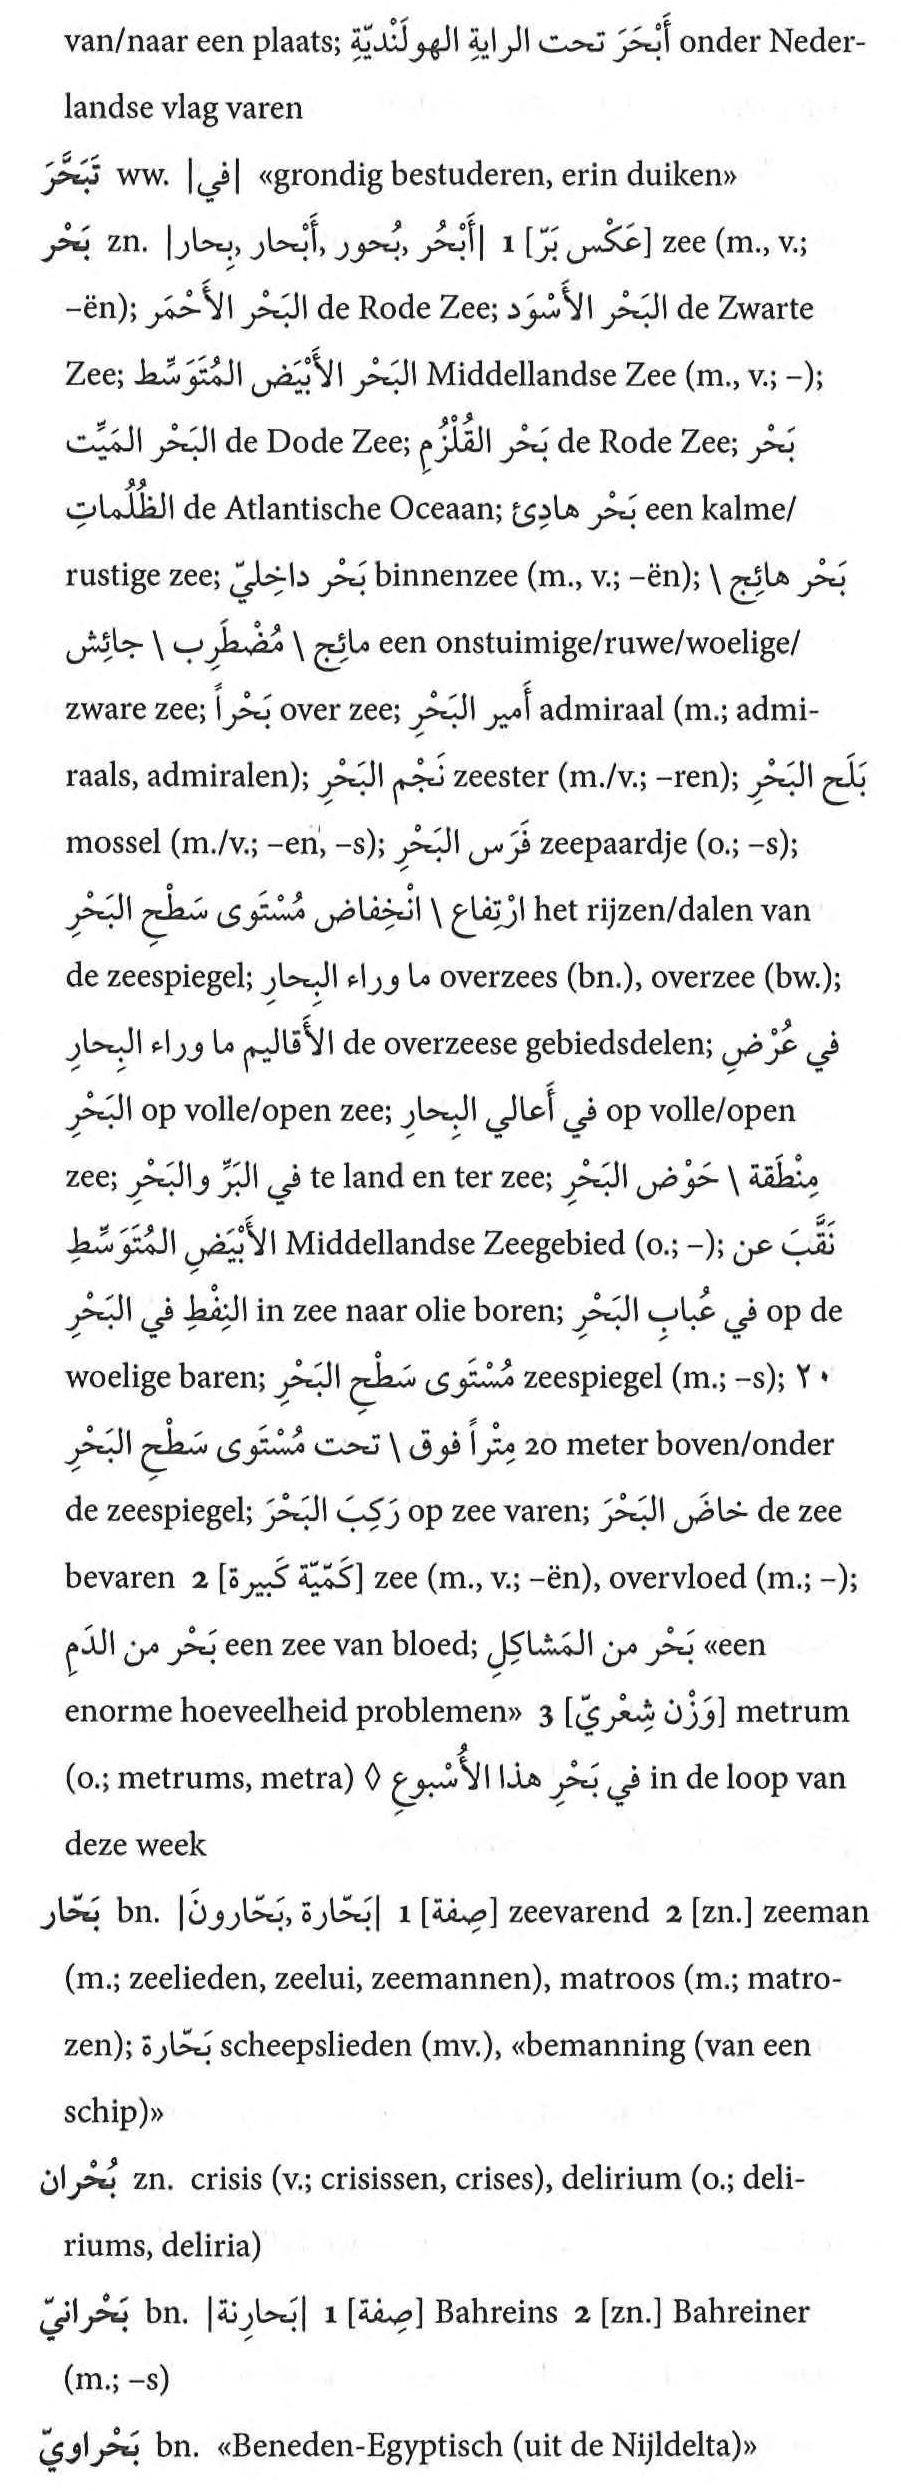 van/naar een plaats; أَبْحَرَ تحت الرايةِ الهولَنْديّةِ onder Neder-
landse vlag varen
تَبَحَّرَ ww. |في| «grondig bestuderen, erin duiken»
بَحْر zn. |أَبْحُر, بُحور, أَبْحار, بِحار| 1 [عَكْس بَرّ] zee (m., v.;
–ën); البَحْر الأَحْمَر de Rode Zee; البَحْر الأَسْوَد de Zwarte
Zee; البَحْر الأَبْيَض المُتَوَسِّط Middellandse Zee (m., v.; –);
البَحْر المَيِّت de Dode Zee; بَحْر القُلْزُمِ de Rode Zee; بَحْر
الظُلُماتِ de Atlantische Oceaan; بَحْر هادِئ een kalme/
rustige zee; بَحْر داخِليّ binnenzee (m., v.; –ën); بَحْر هائِج \
مائِج \ مُضْطَرِب \ جائِش een onstuimige/ruwe/woelige/
zware zee; بَحْراً over zee; أَمير البَحْرِ admiraal (m.; admi-
raals, admiralen); نَجْم البَحْرِ zeester (m./v.; –ren); بَلَح البَحْرِ
mossel (m./v.; –en, –s); فَرَس البَحْرِ zeepaardje (o.; –s);
ارْتِفاع \ انْخِفاض مُسْتَوى سَطْحِ البَحْرِ het rijzen/dalen van
de zeespiegel; ما وراء البِحارِ overzees (bn.), overzee (bw.);
الأَقاليم ما وراء البِحارِ de overzeese gebiedsdelen; في عُرْضِ
البَحْرِ op volle/open zee; في أَعالي البِحارِ op volle/open
zee; في البَرِّ والبَحْرِ te land en ter zee; مِنْطَقة \ حَوْض البَحْرِ
الأَبْيَضِ المُتَوَسِّطِ Middellandse Zeegebied (o.; –); نَقَّبَ عن
النِفْطِ في البَحْرِ in zee naar olie boren; في عُبابِ البَحْرِ op de
woelige baren; مُسْتَوى سَطْحِ البَحْرِ zeespiegel (m.; –s); ٢٠
مِتْراً فوق \ تحت مُسْتَوى سَطْحِ البَحْرِ 20 meter boven/onder
de zeespiegel; رَكِبَ البَحْرَ op zee varen; خاضَ البَحْرَ de zee
bevaren 2 [كَمّيّة كَبيرة] zee (m., v.; –ën), overvloed (m.; –);
بَحْر من الدَمِ een zee van bloed; بَحْر من المَشاكِلِ «een
enorme hoeveelheid problemen» 3 [وَزْن شِعْريّ] metrum
(o.; metrums, metra) ◊ في بَحْرِ هذا الأُسْبوعِ in de loop van
deze week
بَحّار bn. |بَحّارة, بَحّارونَ| 1 [صِفة] zeevarend 2 [zn.] zeeman
(m.; zeelieden, zeelui, zeemannen), matroos (m.; matro-
zen); بَحّارة scheepslieden (mv.), «bemanning (van een
schip)»
بُحْران zn. crisis (v.; crisissen, crises), delirium (o.; deli-
riums, deliria)
بَحْرانيّ bn. |بَحارِنة| 1 [صِفة] Bahreins 2 [zn.] Bahreiner
(m.; –s)
بَحْراويّ bn. «Beneden-Egyptisch (uit de Nijldelta)»